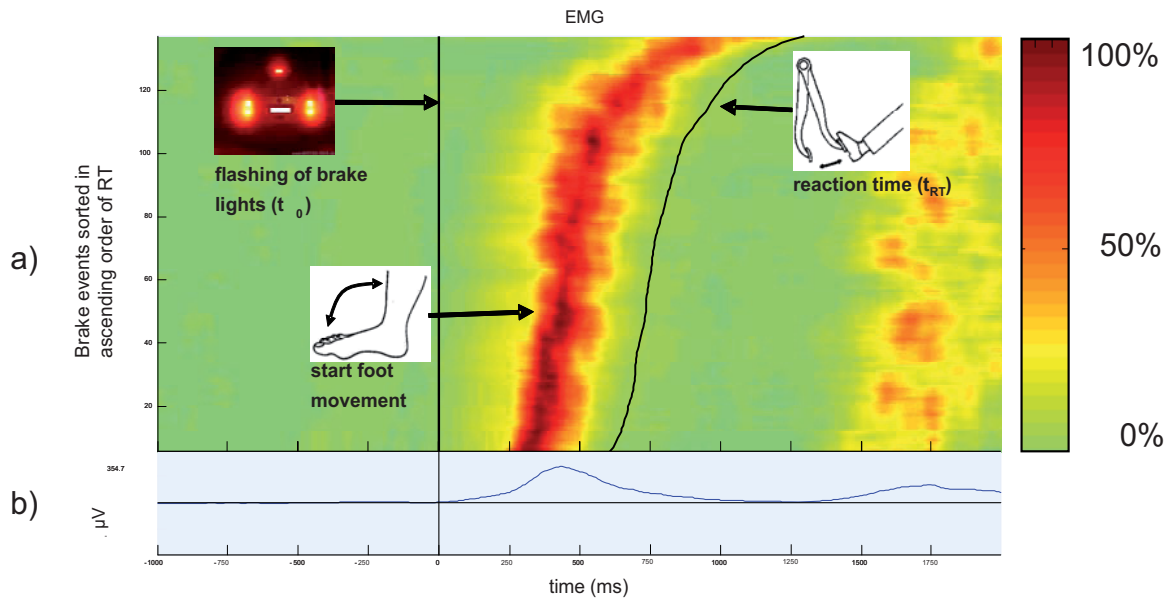 EMG
a)
Brake events sorted in
ascending order of RT
120
100
80
60
40
20
flashing of brake
lights (t 0)
start foot
movement
reaction time (tRT)
100%
50%
0%
b)
354.7
. µV
-1000 -750 -500 -250 0 250 500 750 1000 1250 1500 1750
time (ms)